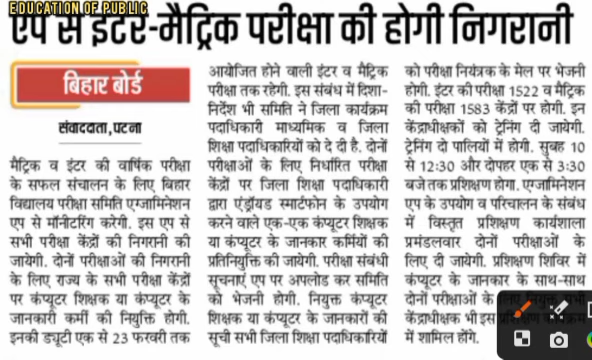 EDUCATION OF PUBLIC
एप से इंटर-मैट्रिक परीक्षा की होगी निगरानी
बिहार बोर्ड
संवाददाता, पटना
मैट्रिक व इंटर की वार्षिक परीक्षा
के सफल संचालन के लिए बिहार
विद्यालय परीक्षा समिति एग्जामिनेशन
एप से मॉनीटरिंग करेगी. इस एप से
सभी परीक्षा केंद्रों की निगरानी की
जायेगी. दोनों परीक्षाओं की निगरानी
के लिए राज्य के सभी परीक्षा केंद्रों
पर कंप्यूटर शिक्षक या कंप्यूटर के
जानकारी कर्मी की नियुक्ति होगी.
इनकी ड्यूटी एक से 23 फरवरी तक
आयोजित होने वाली इंटर व मैट्रिक
परीक्षा तक रहेगी. इस संबंध में दिशा-
निर्देश भी समिति ने जिला कार्यक्रम
पदाधिकारी माध्यमिक व जिला
शिक्षा पदाधिकारियों को दे दी है. दोनों
परीक्षाओं के लिए निर्धारित परीक्षा
केंद्रों पर जिला शिक्षा पदाधिकारी
द्वारा एंड्रॉयड स्मार्टफोन के उपयोग
करने वाले एक-एक कंप्यूटर शिक्षक
या कंप्यूटर के जानकार कर्मियों की
प्रतिनियुक्ति की जायेगी. परीक्षा संबंधी
सूचनाएं एप पर अपलोड कर समिति
को भेजनी होगी. नियुक्त कंप्यूटर
शिक्षक या कंप्यूटर के जानकारों की
सूची सभी जिला शिक्षा पदाधिकारियों
को परीक्षा नियंत्रक के मेल पर भेजनी
होगी. इंटर की परीक्षा 1522 व मैट्रिक
की परीक्षा 1583 केंद्रों पर होगी. इन
केंद्राधीक्षकों को ट्रेनिंग दी जायेगी.
ट्रेनिंग दो पालियों में होगी. सुबह 10
से 12:30 और दोपहर एक से 3:30
बजे तक प्रशिक्षण होगा. एग्जामिनेशन
एप के उपयोग व परिचालन के संबंध
में विस्तृत प्रशिक्षण कार्यशाला
प्रमंडलवार दोनों परीक्षाओं के
लिए दी जायेगी. प्रशिक्षण शिविर में
कंप्यूटर के जानकार के साथ-साथ
दोनों परीक्षाओं के लिए
केंद्राधीक्षक भी इस
में शामिल होंगे.